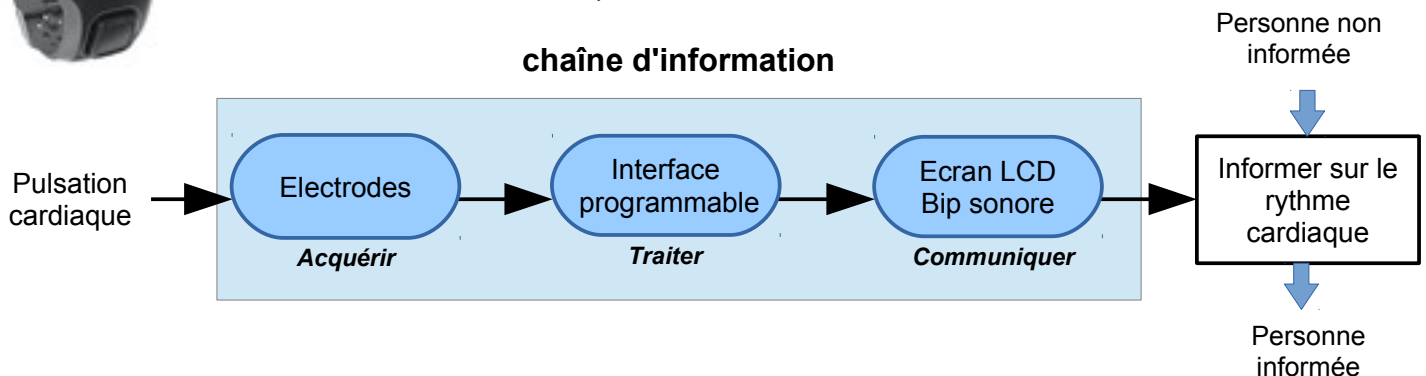 chaîne d'information
Personne non
informée
Pulsation
cardiaque
Electrodes
Acquérir
Interface
programmable
Traiter
Ecran LCD
Bip sonore
Communiquer
Informer sur le
rythme
cardiaque
Personne
informée